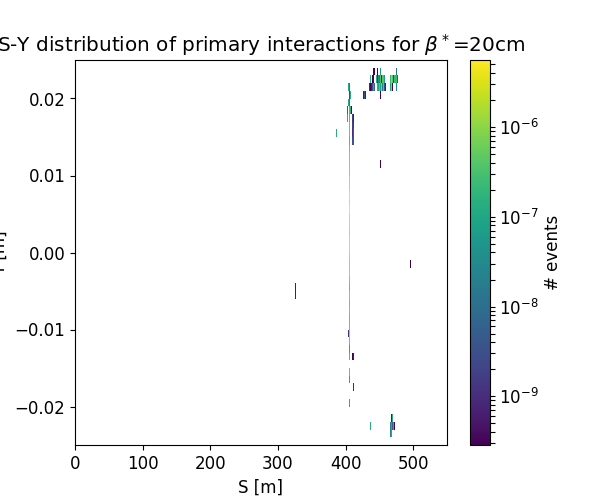 S-Y distribution of primary interactions for β*=20cm
0.02
0.01
0.00
−0.01
−0.02
[m]
0 100 200 300 400 500
S [m]
10⁻⁶
10⁻⁷
10⁻⁸
10⁻⁹
# events